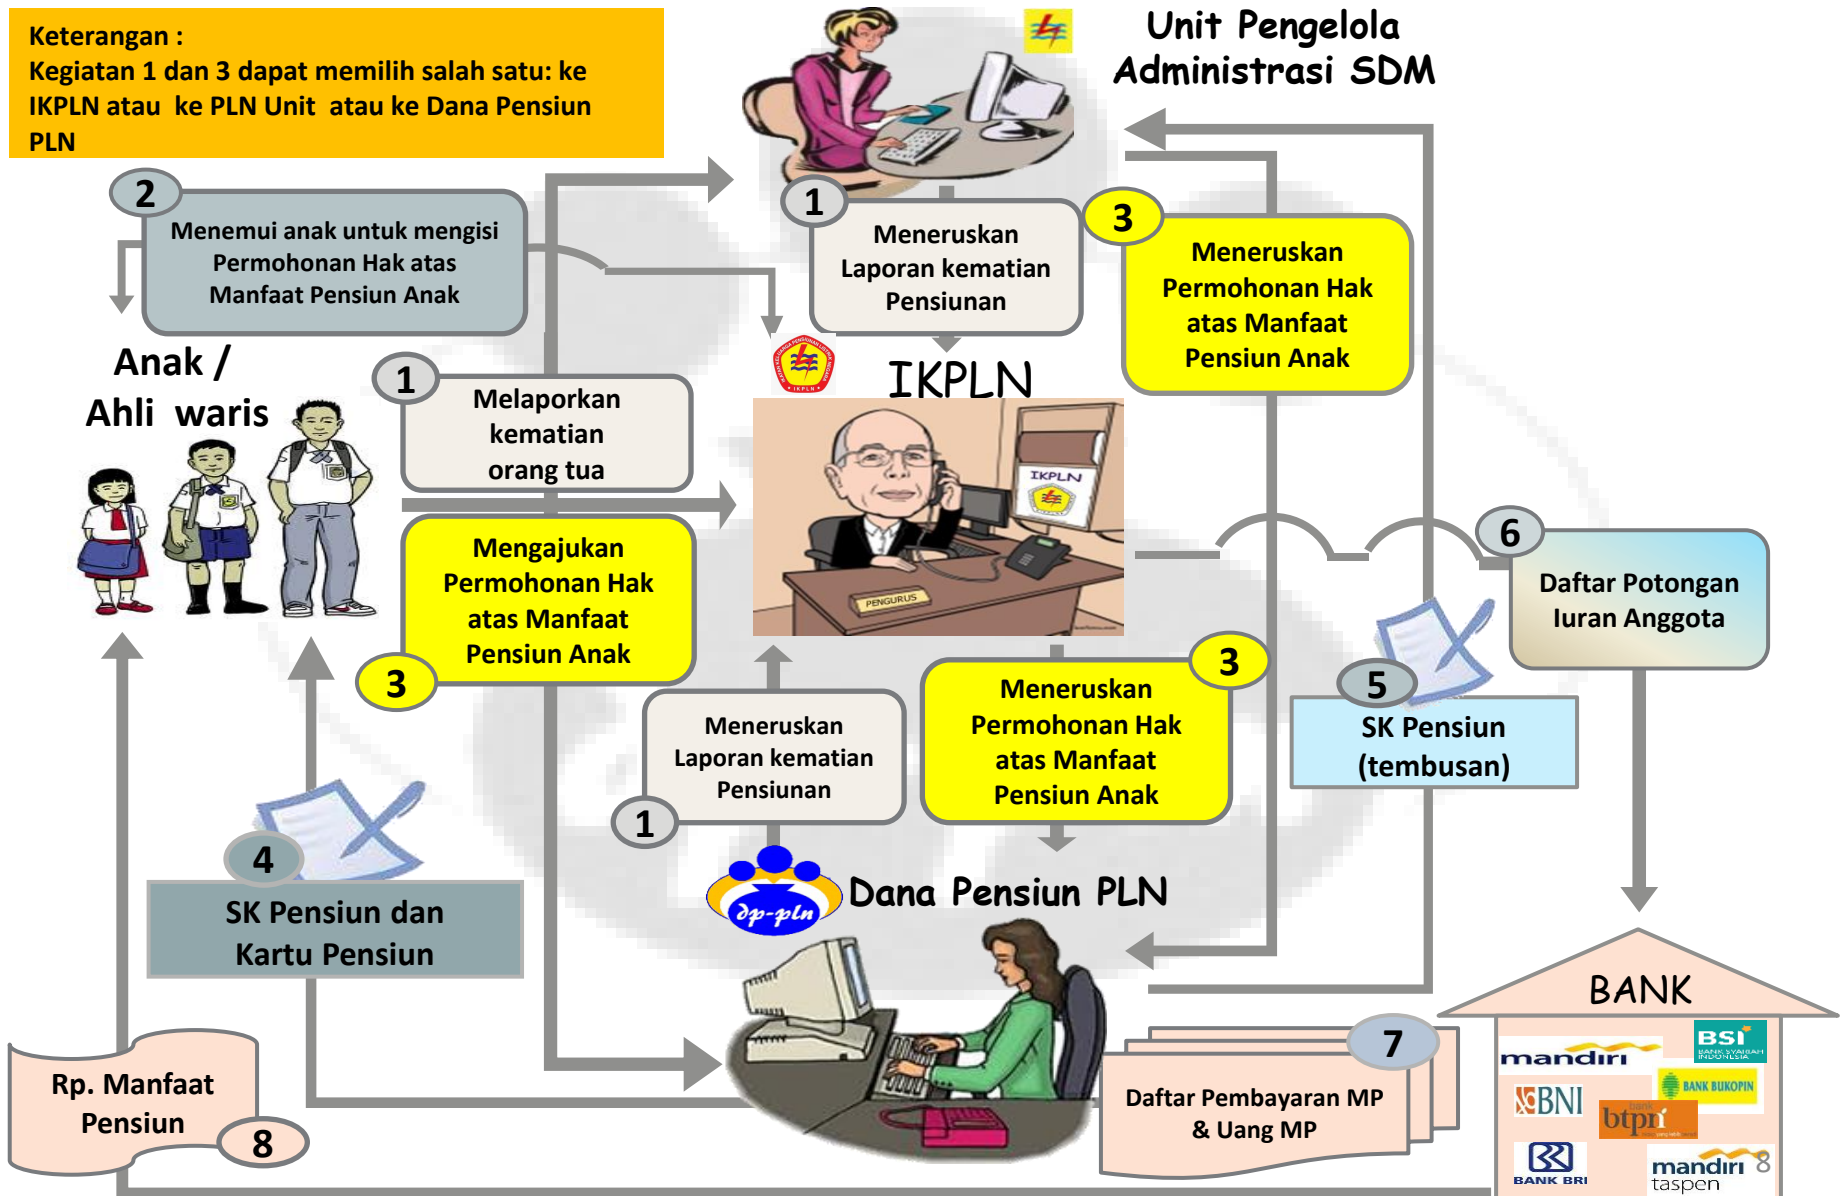 Keterangan :
Kegiatan 1 dan 3 dapat memilih salah satu: ke
IKPLN atau ke PLN Unit atau ke Dana Pensiun
PLN
Unit Pengelola
Administrasi SDM
2
Menemui anak untuk mengisi
Permohonan Hak atas
Manfaat Pensiun Anak
1
Meneruskan
Laporan kematian
Pensiunan
3
Meneruskan
Permohonan Hak
atas Manfaat
Pensiun Anak
Anak /
Ahli waris
1
Melaporkan
kematian
orang tua
IKPLN
IKPLN
IKPLN
PENGURUS
Mengajukan
Permohonan Hak
atas Manfaat
Pensiun Anak
3
6
Daftar Potongan
Iuran Anggota
Meneruskan
Laporan kematian
Pensiunan
1
3
Meneruskan
Permohonan Hak
atas Manfaat
Pensiun Anak
5
SK Pensiun
(tembusan)
4
SK Pensiun dan
Kartu Pensiun
dp-pln
Dana Pensiun PLN
BANK
mandiri
BSI
BANK SYARIAH
INDONESIA
BNI
BANK BUKOPIN
bank
btpn
BANK BRI
mandiri
taspen
8
7
Daftar Pembayaran MP
& Uang MP
Rp. Manfaat
Pensiun
8